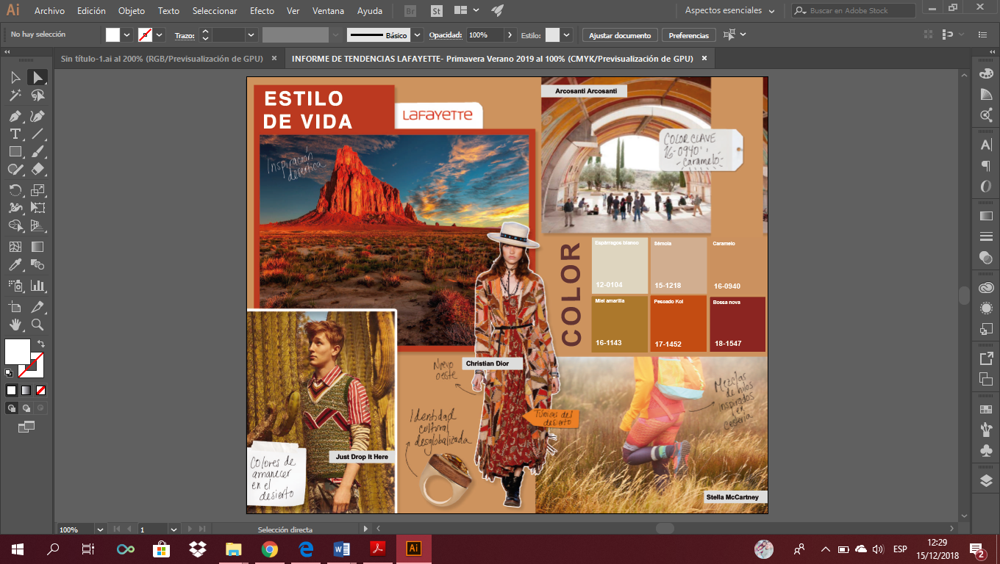 Ai Archivo Edición Objeto Texto Seleccionar Efecto Ver Ventana Ayuda Br St Aspectos esenciales Buscar en Adobe Stock
No hay selección Trazo: Básico Opacidad: 100% Estilo: Ajustar documento Preferencias
Sin título-1.ai al 200% (RGB/Previsualización de GPU) × INFORME DE TENDENCIAS LAFAYETTE- Primavera Verano 2019 al 100% (CMYK/Previsualización de GPU) ×
ESTILO
DE VIDA
LAFAYETTE
Inspiración
desértica
Arcosanti Arcosanti
COLOR CLAVE
16-0940
-Caramelo-
COLOR
Espárragos blanso
12-0104
Sémola
15-1218
Caramelo
16-0940
Miel amarilla
16-1143
Pescado Koi
17-1452
Bossa nova
18-1547
Nuevo
oeste
Christian Dior
Identidad
cultural
desglobalizada
Túnicas del
desierto
Mezclas
de hilos
inspirados
en
cestería
Just Drop It Here
Colores de
amanecer
en el
desierto
Stella McCartney
100% 1 Selección directa
Ai
ESP
12:29
15/12/2018
2